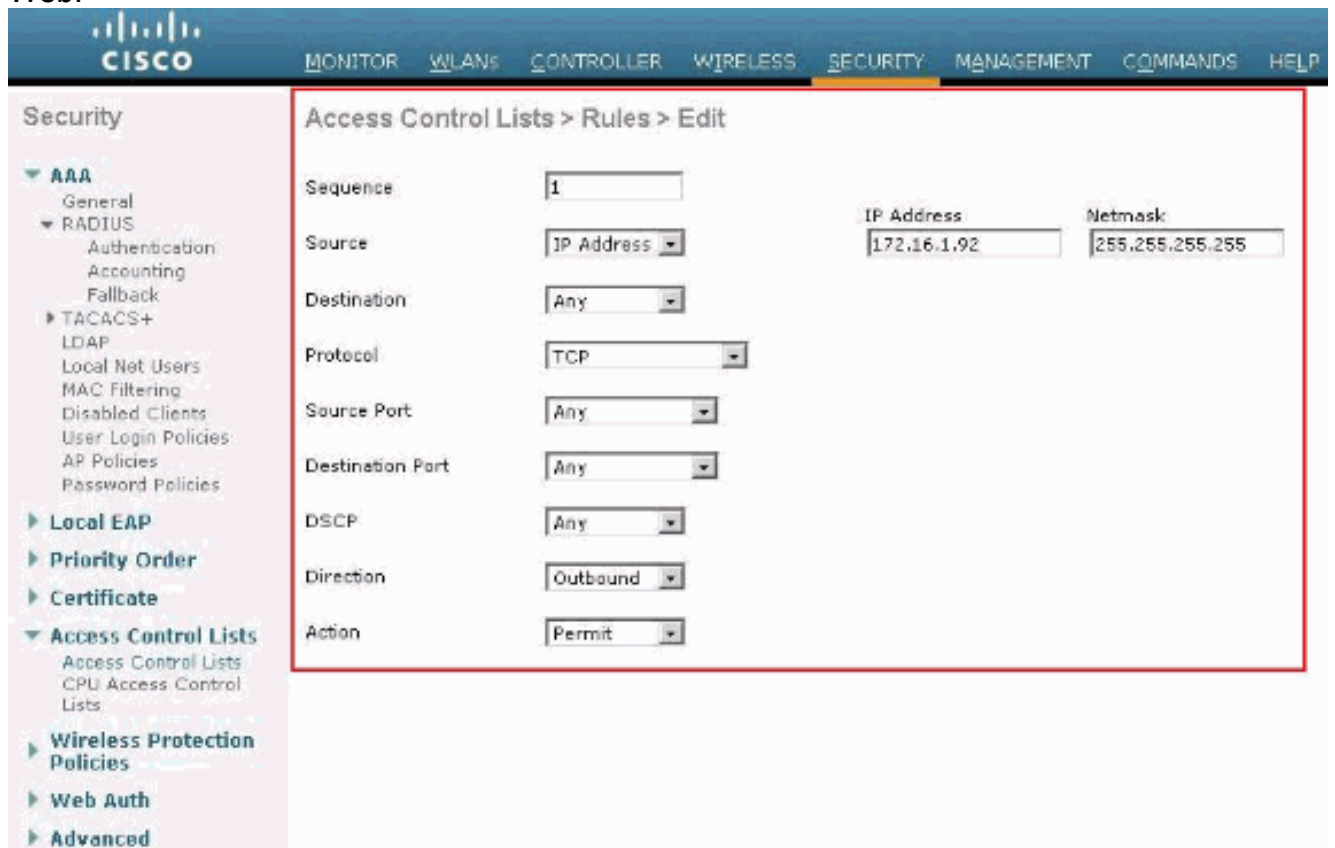 CISCO
MONITOR WLANs CONTROLLER WIRELESS SECURITY MANAGEMENT COMMANDS HELP
Security
AAA
General
RADIUS
Authentication
Accounting
Fallback
TACACS+
LDAP
Local Net Users
MAC Filtering
Disabled Clients
User Login Policies
AP Policies
Password Policies
Local EAP
Priority Order
Certificate
Access Control Lists
Access Control Lists
CPU Access Control
Lists
Wireless Protection
Policies
Web Auth
Advanced
Access Control Lists > Rules > Edit
Sequence 1
IP Address Netmask
Source IP Address 172.16.1.92 255.255.255.255
Destination Any
Protocol TCP
Source Port Any
Destination Port Any
DSCP Any
Direction Outbound
Action Permit